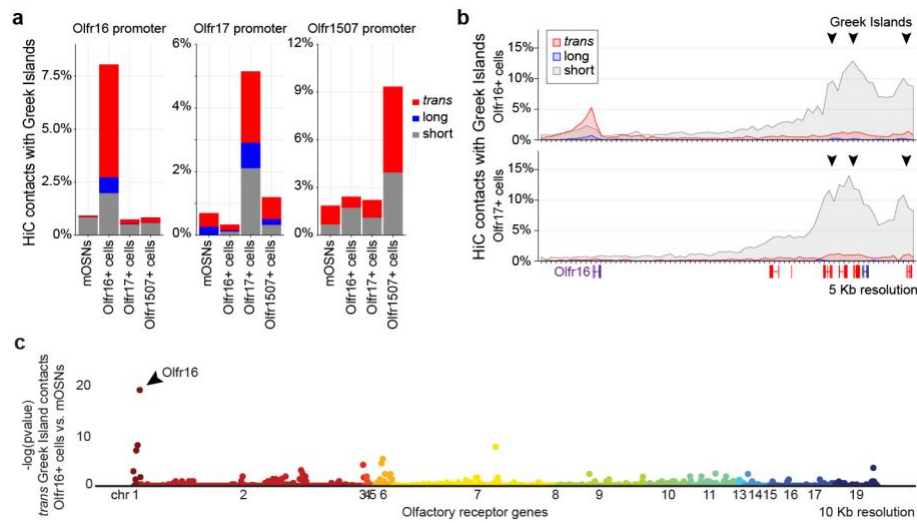 a
Olfr16 promoter
Olfr17 promoter
Olfr1507 promoter
HiC contacts with Greek Islands
7.5%
5.0%
2.5%
0%
6%
4%
2%
0%
12%
9%
6%
3%
0%
trans
long
short
mOSNs
Olfr16+ cells
Olfr17+ cells
Olfr1507+ cells
mOSNs
Olfr16+ cells
Olfr17+ cells
Olfr1507+ cells
mOSNs
Olfr16+ cells
Olfr17+ cells
Olfr1507+ cells
b
Greek Islands
HiC contacts with Greek Islands
Olfr16+ cells
Olfr17+ cells
trans
long
short
15%
10%
5%
0%
15%
10%
5%
0%
Olfr16
5 Kb resolution
c
-log(pvalue)
trans Greek Island contacts
Olfr16+ cells vs. mOSNs
20
10
0
Olfr16
chr 1 2 3 4 5 6 7 8 9 10 11 13 14 15 16 17 19
Olfactory receptor genes
10 Kb resolution